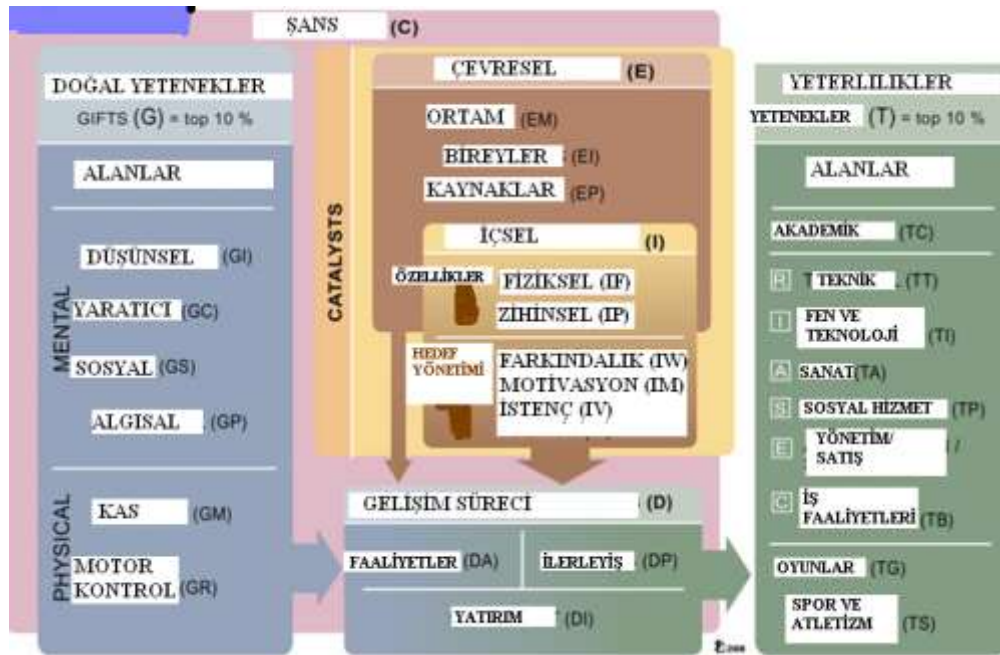 ŞANS (C)
DOĞAL YETENEKLER
GIFTS (G) = top 10 %
ALANLAR
MENTAL
DÜŞÜNSEL (GI)
YARATICI (GC)
SOSYAL (GS)
ALGISAL (GP)
PHYSICAL
KAS (GM)
MOTOR
KONTROL (GR)
CATALYSTS
ÇEVRESEL (E)
ORTAM (EM)
BİREYLER (EI)
KAYNAKLAR (EP)
İÇSEL (I)
ÖZELLİKLER
FİZİKSEL (IF)
ZİHİNSEL (IP)
HEDEF
YÖNETİMİ
FARKINDALIK (IW)
MOTİVASYON (IM)
İSTENÇ (IV)
GELİŞİM SÜRECİ (D)
FAALİYETLER (DA)
İLERLEYİŞ (DP)
YATIRIM (DI)
YETERLILIKLER
YETENEKLER (T) = top 10 %
ALANLAR
AKADEMİK (TC)
R TEKNİK (TT)
I FEN VE
TEKNOLOJİ (TI)
A SANAT(TA)
S SOSYAL HİZMET (TP)
E YÖNETİM/
SATIŞ
C İŞ
FAALİYETLERİ (TB)
OYUNLAR (TG)
SPOR VE
ATLETİZM (TS)